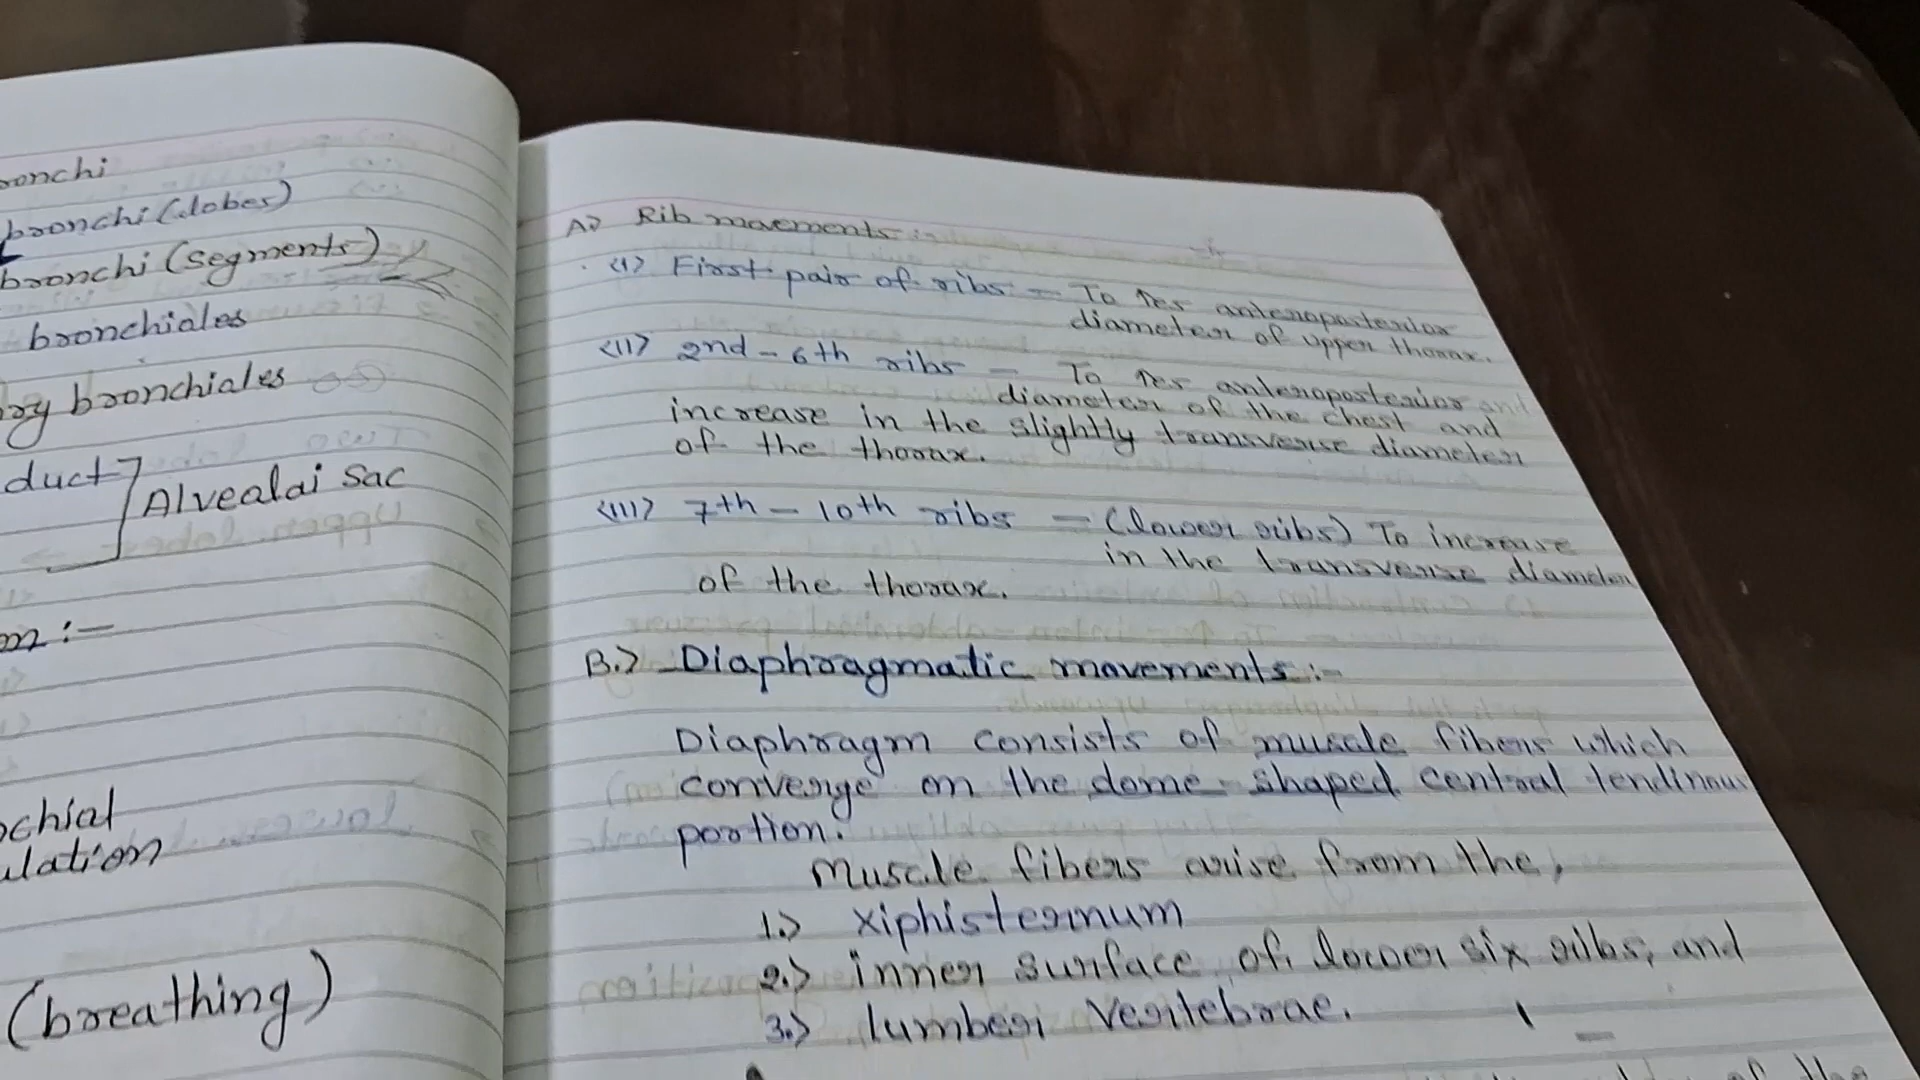 bronchi (lobes)
bronchi (segments)
bronchiales
bronchiales
duct
Alvealai Sac
(breathing)
A.> Rib movements
<I> First pair of ribs = To anteroposterior
diameter of upper thorax.
<II> 2nd - 6th ribs = To anteroposterior
diameter of the chest and
increase in the slightly transverse diameter
of the thorax.
<III> 7th - 10th ribs = (lower ribs) To increase
in the transverse diameter
of the thorax.
B.> Diaphragmatic movements :-
Diaphragm consists of muscle fibers which
converge on the dome-shaped central tendinous
portion.
Muscle fibers arise from the,
1.> Xiphisternum
2.> inner surface of lower six ribs, and
3.> lumber Vertebrae.